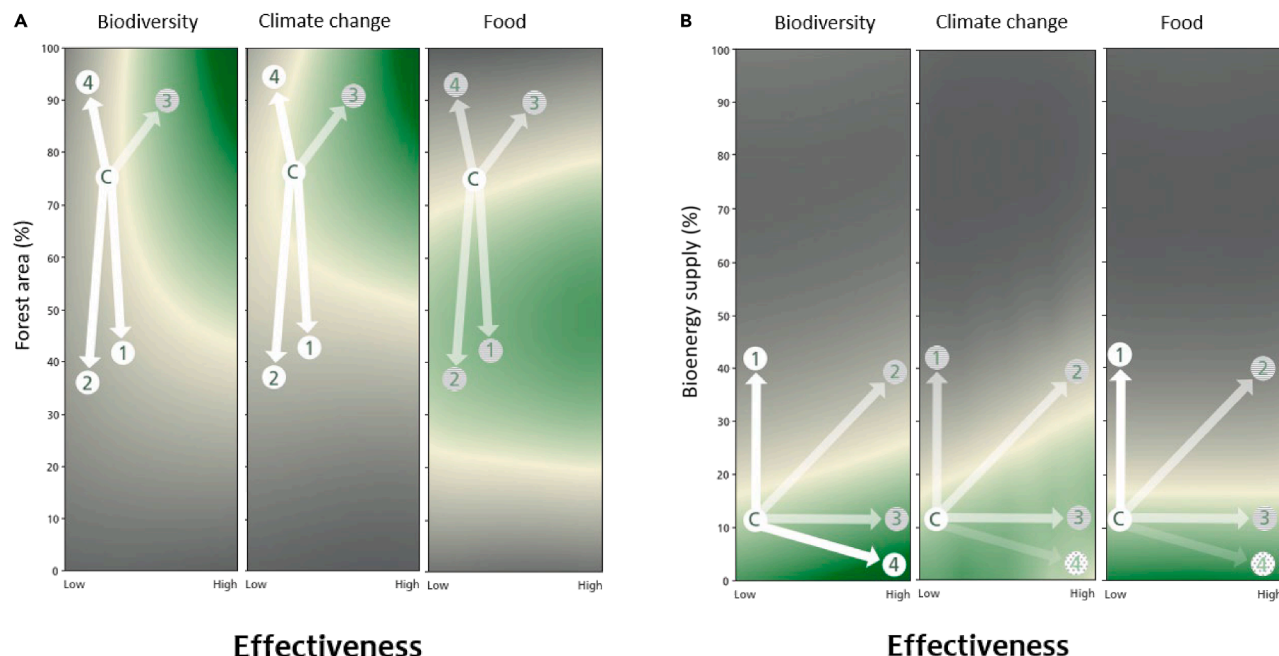 A
Biodiversity
Climate change
Food
Forest area (%)
100
90
80
70
60
50
40
30
20
10
0
4
3
C
1
2
4
3
C
1
2
4
3
C
1
2
Low
High
Low
High
Low
High
Effectiveness
B
Biodiversity
Climate change
Food
Bioenergy supply (%)
100
90
80
70
60
50
40
30
20
10
0
1
2
C
3
4
1
2
C
3
4
1
2
C
3
4
Low
High
Low
High
Low
High
Effectiveness